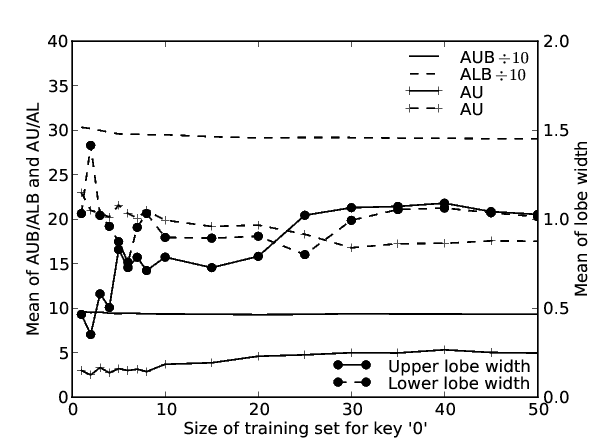 40
35
30
25
20
15
10
5
0
2.0
1.5
1.0
0.5
0.0
0
10
20
30
40
50
Mean of AUB/ALB and AU/AL
Mean of lobe width
Size of training set for key '0'
AUB ÷10
ALB ÷10
AU
AU
Upper lobe width
Lower lobe width